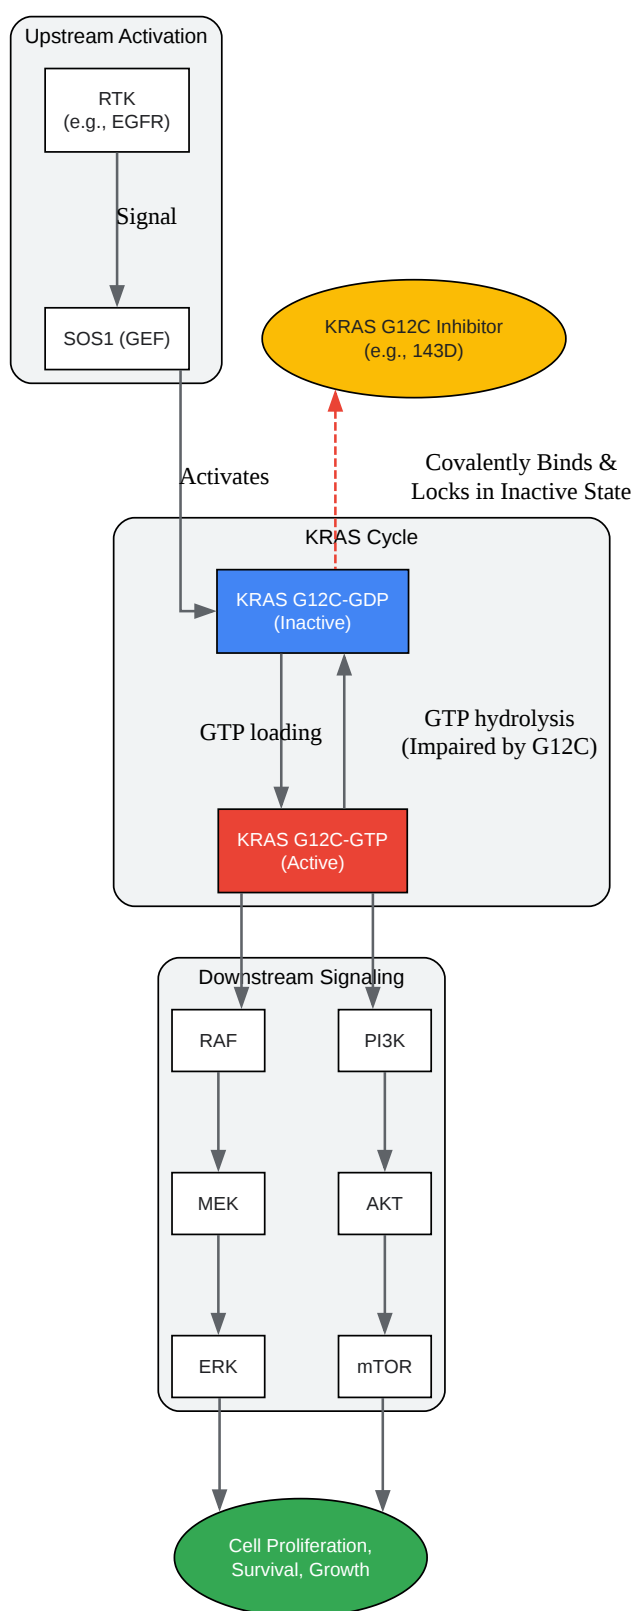 Upstream Activation
RTK
(e.g., EGFR)
Signal
SOS1 (GEF)
KRAS G12C Inhibitor
(e.g., 143D)
Activates
Covalently Binds &
Locks in Inactive State
KRAS Cycle
KRAS G12C-GDP
(Inactive)
GTP loading
GTP hydrolysis
(Impaired by G12C)
KRAS G12C-GTP
(Active)
Downstream Signaling
RAF
PI3K
MEK
AKT
ERK
mTOR
Cell Proliferation,
Survival, Growth